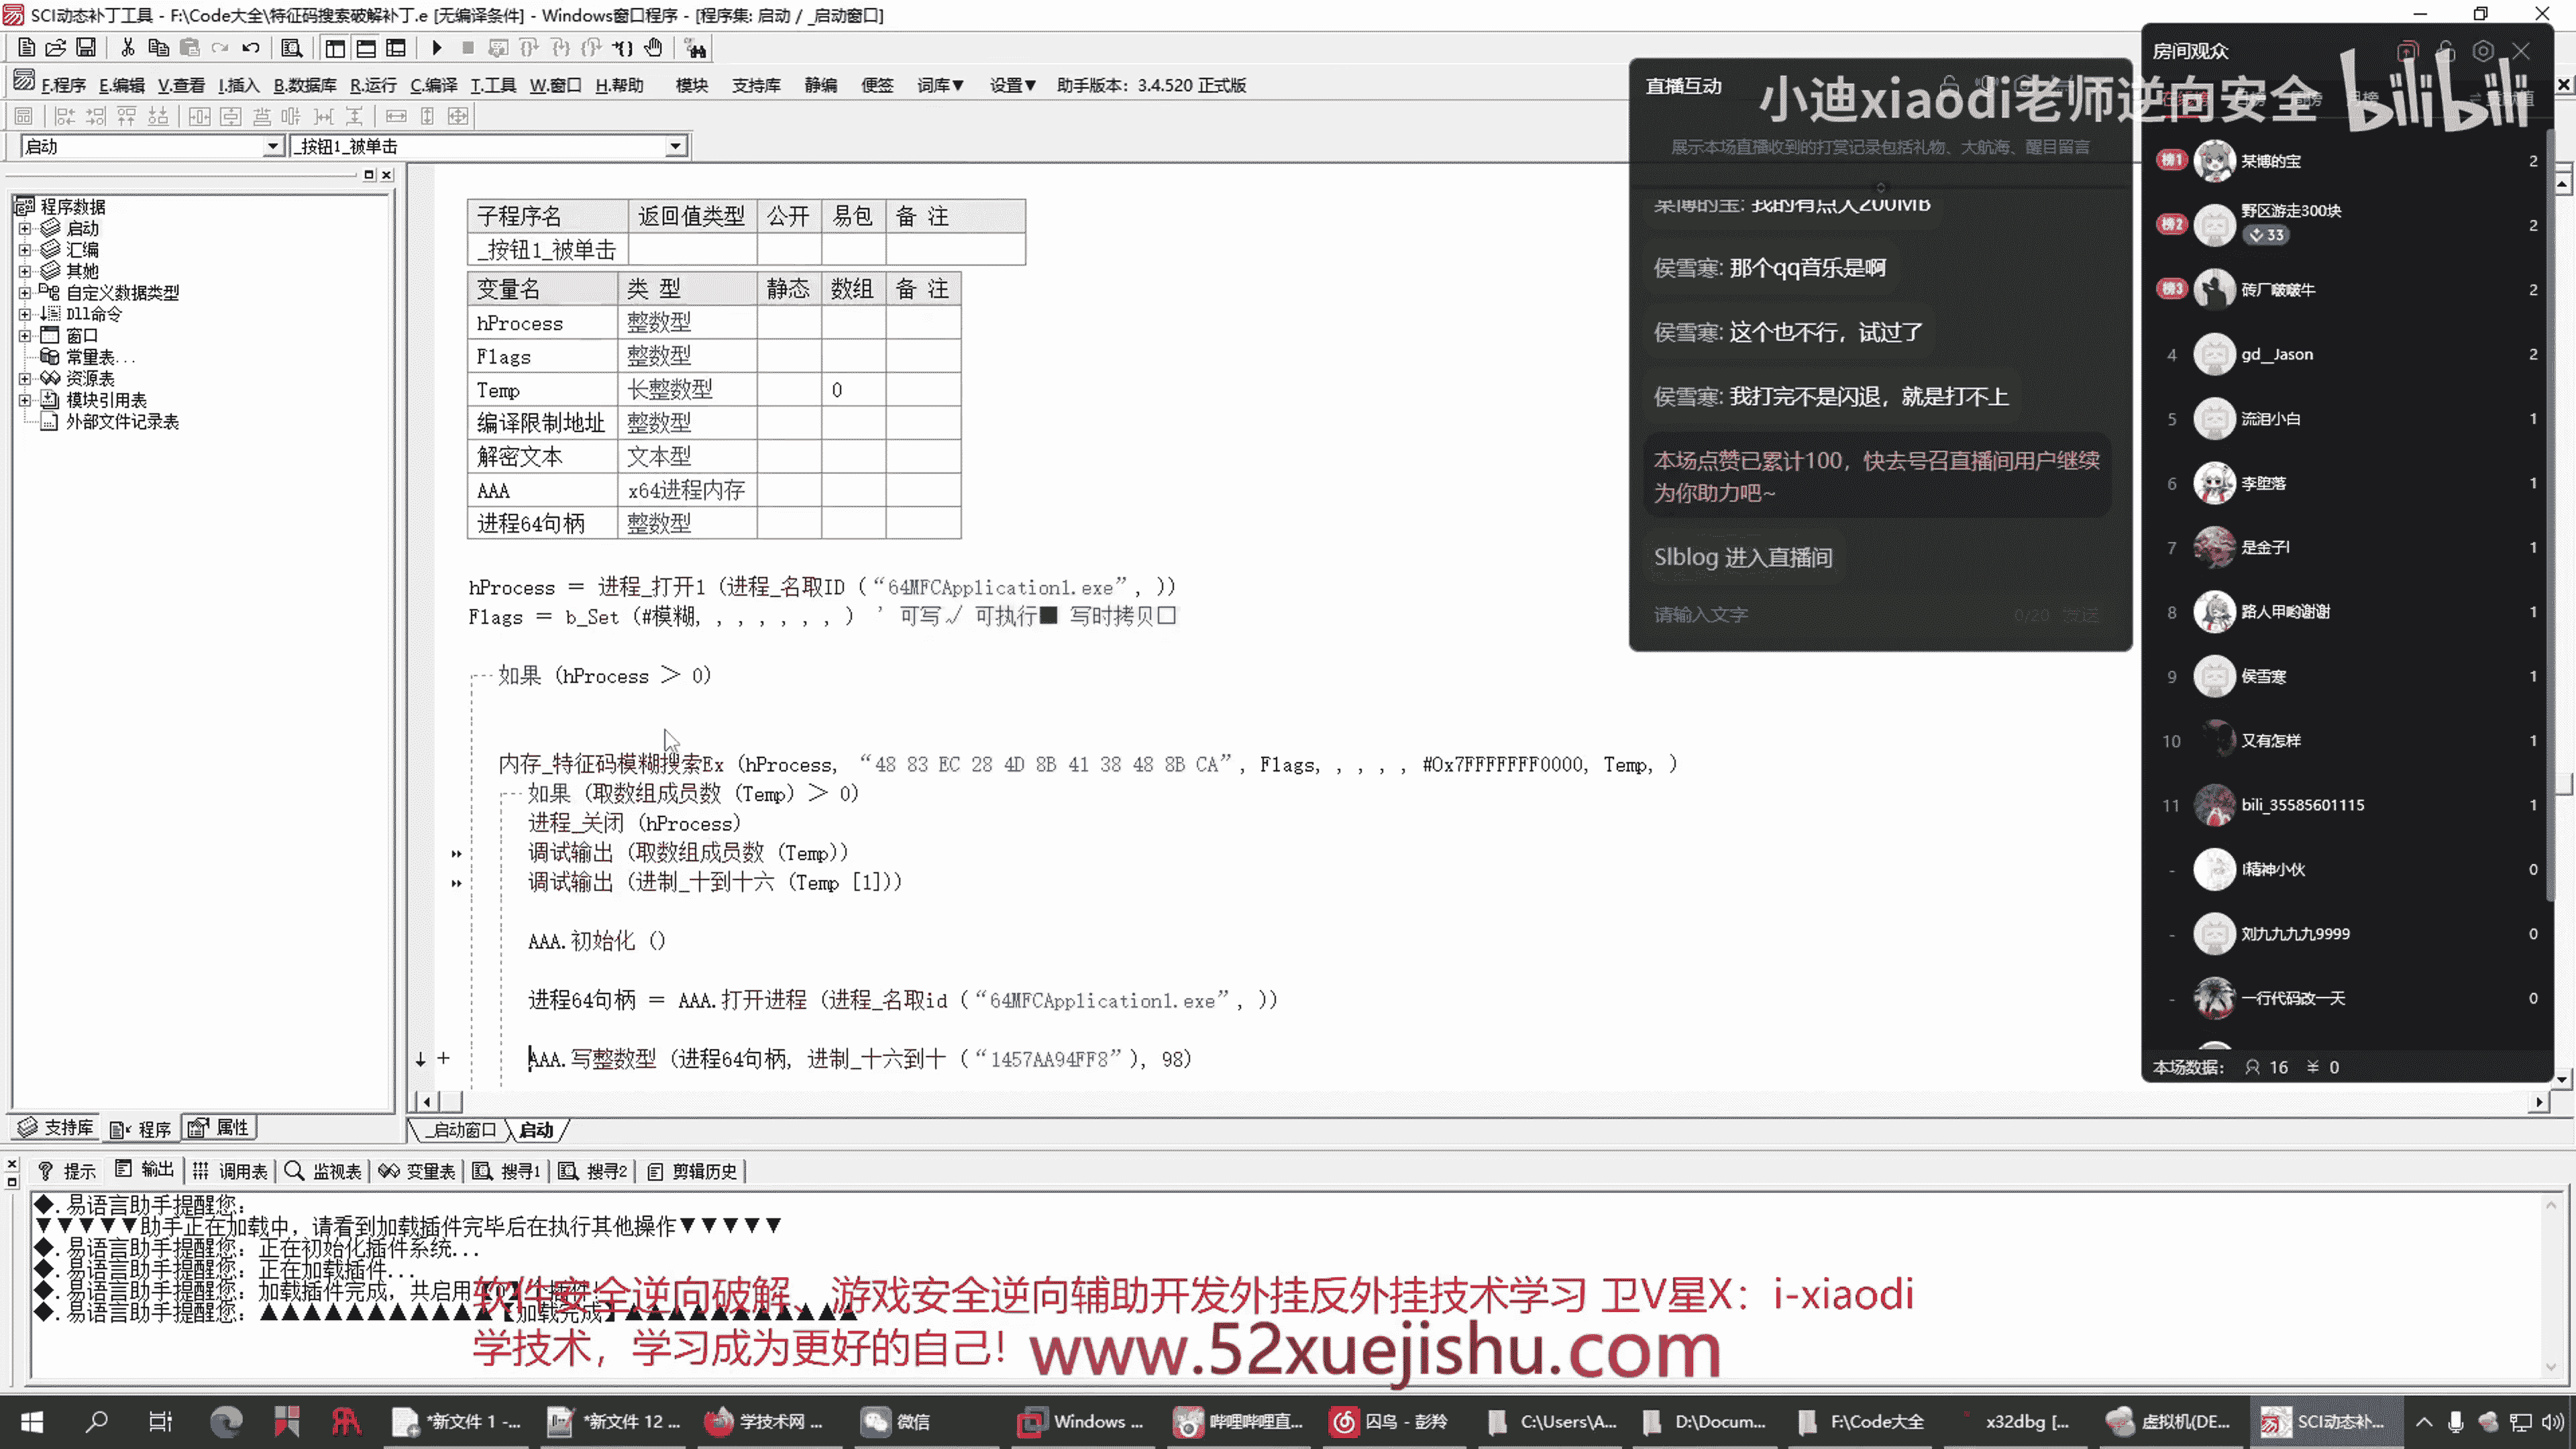 SCI动态补丁工具 - F:\Code大全\特征码搜索破解补丁.e [无编译条件] - Windows窗口程序 - [程序集: 启动 / _启动窗口]
F.程序 E.编辑 V.查看 I.插入 B.数据库 R.运行 C.编译 T.工具 W.窗口 H.帮助 模块 支持库 静编 便签 词库▼ 设置▼ 助手版本: 3.4.520 正式版
启动 _按钮1_被单击
程序数据
启动
汇编
其她
自定义数据类型
Dll命令
窗口
常量表...
资源表
模块引用表
外部文件记录表
支持库 程序 属性
子程序名 返回值类型 公开 易包 备 注
_按钮1_被单击
变量名 类 型 静态 数组 备 注
hProcess 整数型
Flags 整数型
Temp 长整数型 0
编译限制地址 整数型
解密文本 文本型
AAA x64进程内存
进程64句柄 整数型
hProcess = 进程_打开1 (进程_名取ID (“64MFCApplication1.exe”, ))
Flags = b_Set (#模糊, , , , , , , ) ' 可写√ 可执行■ 写时拷贝□
如果 (hProcess > 0)
内存_特征码模糊搜索Ex (hProcess, “48 83 EC 28 4D 8B 41 38 48 8B CA”, Flags, , , , , #0x7FFFFFFF0000, Temp, )
如果 (取数组成员数 (Temp) > 0)
进程_关闭 (hProcess)
调试输出 (取数组成员数 (Temp))
调试输出 (进制_十到十六 (Temp [1]))
AAA.初始化 ()
进程64句柄 = AAA.打开进程 (进程_名取id (“64MFCApplication1.exe”, ))
AAA.写整数型 (进程64句柄, 进制_十六到十 (“1457AA94FF8”), 98)
_启动窗口 启动
直播互动
小迪xiaodi老师逆向安全 bilibili
展示本场直播收到的打赏记录包括礼物、大航海、醒目留言
某博的宝: 我的有点大200MB
侯雪寒: 那个qq音乐是啊
侯雪寒: 这个也不行，试过了
侯雪寒: 我打完不是闪退，就是打不上
本场点赞已累计100，快去号召直播间用户继续
为你助力吧~
Slblog 进入直播间
请输入文字 0/20 发送
房间观众
榜1 某博的宝 2
榜2 野区游走300块 2
33
榜3 砖厂啵啵牛 2
4 gd__Jason 2
5 流泪小白 1
6 李堕落 1
7 是金子l 1
8 路人甲哟谢谢 1
9 侯雪寒 1
10 又有怎样 1
11 bili_35585601115 1
- l精神小伙 0
- 刘九九九九9999 0
- 一行代码改一天 0
本场数据: 16 ¥ 0
提示 输出 调用表 监视表 变量表 搜寻1 搜寻2 剪辑历史
◆. 易语言助手提醒您:
▼▼▼▼▼助手正在加载中，请看到加载插件完毕后在执行其他操作▼▼▼▼▼
◆. 易语言助手提醒您: 正在初始化插件系统...
◆. 易语言助手提醒您: 正在加载插件...
◆. 易语言助手提醒您: 加载插件完成，共启用
◆. 易语言助手提醒您: ▲▲▲▲▲▲▲▲▲▲▲【加载完成】▲▲▲▲▲▲▲▲▲▲▲
软件安全逆向破解、游戏安全逆向辅助开发外挂反外挂技术学习 卫V星X：i-xiaodi
学技术，学习成为更好的自己！ www.52xuejishu.com
*新文件 1 -... *新文件 12 ... 学技术网 ... 微信 Windows ... 哔哩哔哩直... 闪鸟 - 彭羚 C:\Users\A... D:\Docum... F:\Code大全 x32dbg [... 虚拟机(DE... SCI动态补...